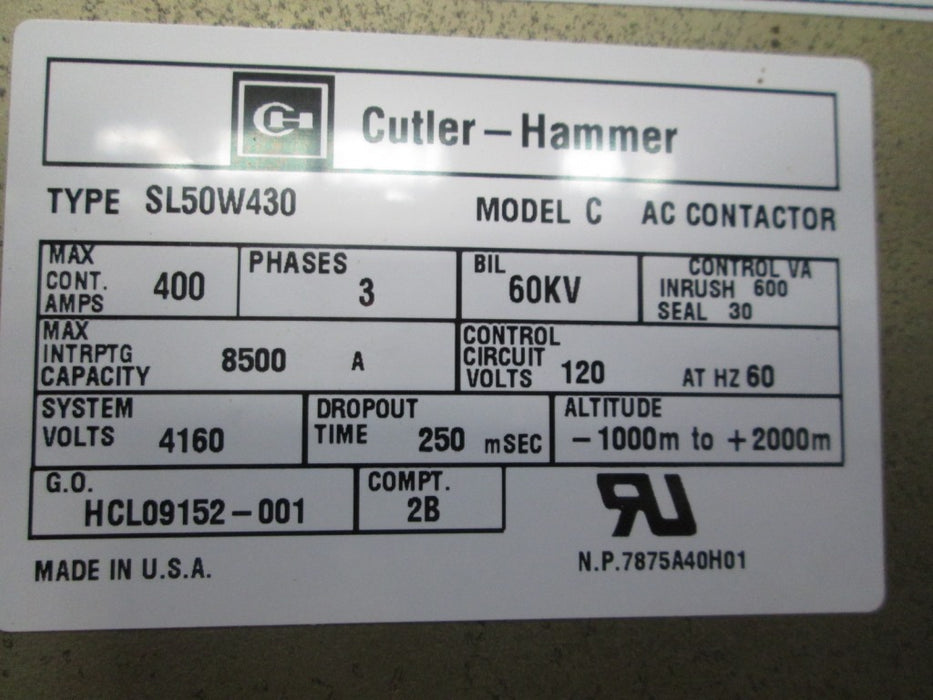 CH
Cutler-Hammer
TYPE SL50W430 MODEL C AC CONTACTOR
MAX
CONT.
AMPS 400
PHASES
3
BIL
60KV
CONTROL VA
INRUSH 600
SEAL 30
MAX
INTRPTG
CAPACITY 8500 A
CONTROL
CIRCUIT
VOLTS 120 AT HZ 60
SYSTEM
VOLTS 4160
DROPOUT
TIME 250 mSEC
ALTITUDE
-1000m to +2000m
G.O.
HCL09152-001
COMPT.
2B
RU
MADE IN U.S.A.
N.P.7875A40H01